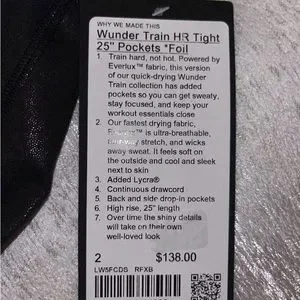 WHY WE MADE THIS
Wunder Train HR Tight
25" Pockets *Foil
1. Train hard, not hot. Powered by
Everlux™ fabric, this version
of our quick-drying Wunder
Train collection has added
pockets so you can get sweaty,
stay focused, and keep your
workout essentials close
2. Our fastest drying fabric,
is ultra-breathable,
stretch, and wicks
away sweat. It feels soft on
the outside and cool and sleek
next to skin
3. Added Lycra®
4. Continuous drawcord
5. Back and side drop-in pockets
6. High rise, 25" length
7. Over time the shiny details
will take on their own
well-loved look
2 $138.00
LW5FCDS RFXB